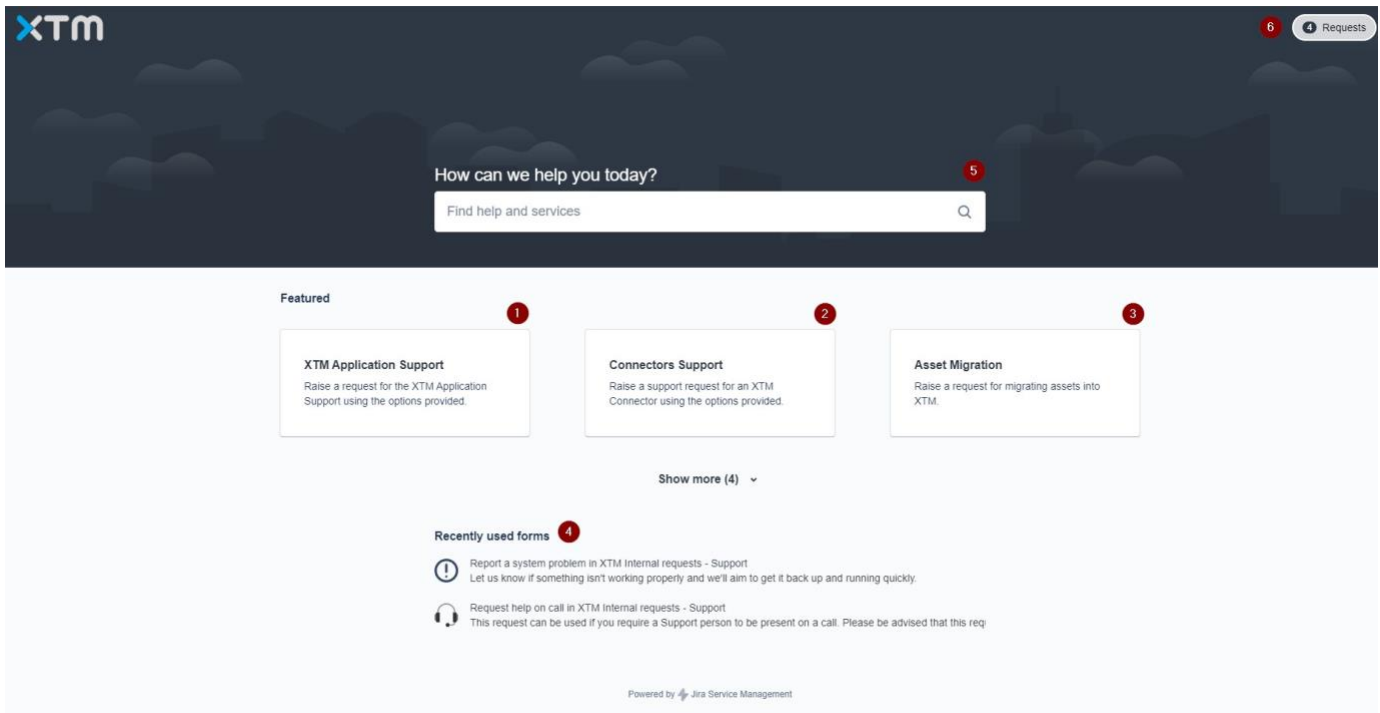 XTM
6
4 Requests
How can we help you today?
5
Find help and services
Featured
1
2
3
XTM Application Support
Raise a request for the XTM Application
Support using the options provided.
Connectors Support
Raise a support request for an XTM
Connector using the options provided.
Asset Migration
Raise a request for migrating assets into
XTM.
Show more (4)
Recently used forms 4
Report a system problem in XTM Internal requests - Support
Let us know if something isn't working properly and we'll aim to get it back up and running quickly.
Request help on call in XTM Internal requests - Support
This request can be used if you require a Support person to be present on a call. Please be advised that this req
Powered by Jira Service Management